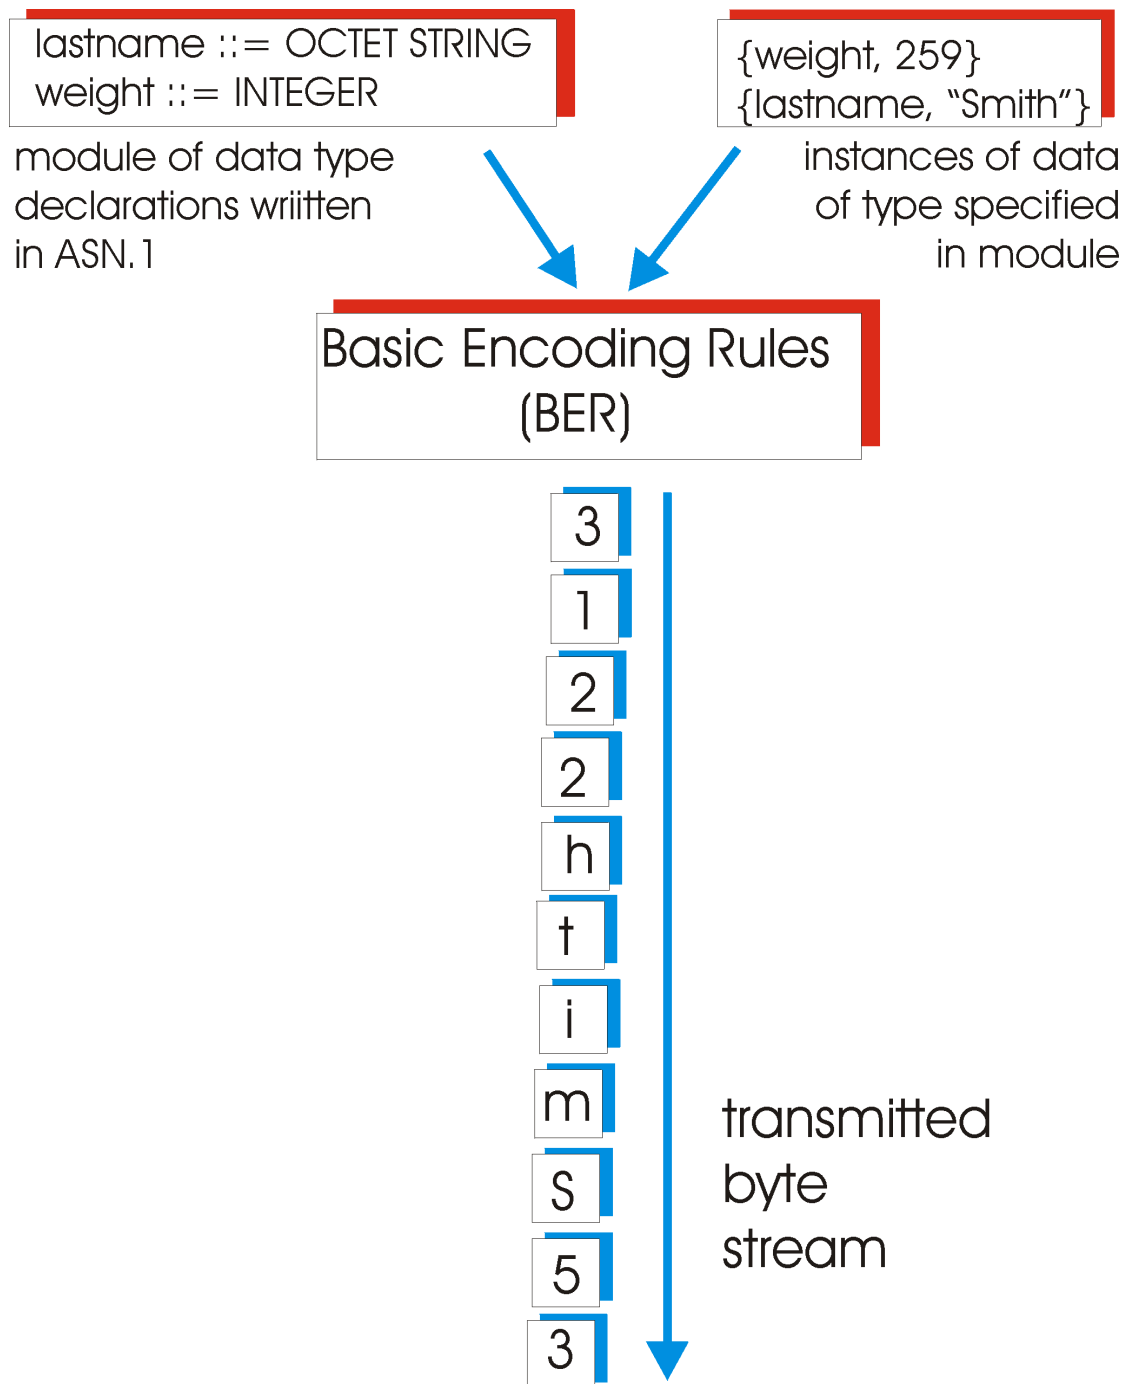 lastname ::= OCTET STRING
weight ::= INTEGER
{weight, 259}
{lastname, “Smith”}
module of data type
declarations wriitten
in ASN.1
instances of data
of type specified
in module
Basic Encoding Rules
(BER)
3
1
2
2
h
t
i
m
S
5
3
transmitted
byte
stream